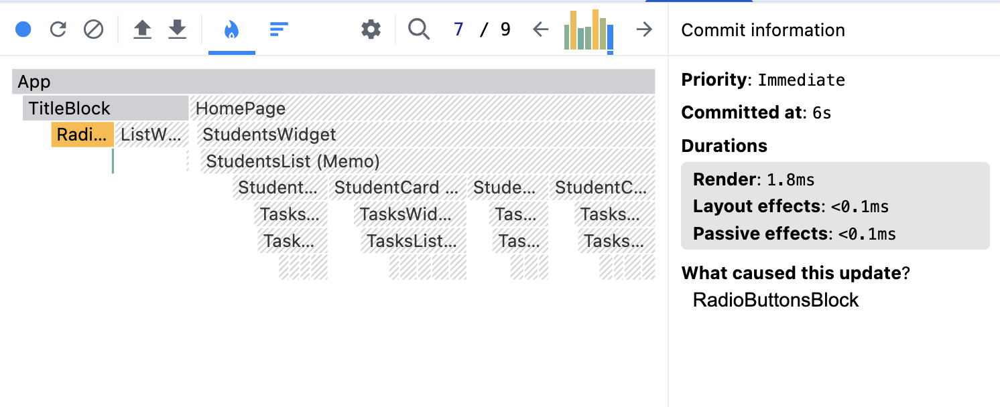 7 / 9
Commit information
App
TitleBlock HomePage
Radi... ListW... StudentsWidget
StudentsList (Memo)
Student... StudentCard ... Stude... StudentC...
Tasks... TasksWid... Tas... Tasks...
Task... TasksList... Tas... Tasks...
Priority: Immediate
Committed at: 6s
Durations
Render: 1.8ms
Layout effects: <0.1ms
Passive effects: <0.1ms
What caused this update?
RadioButtonsBlock